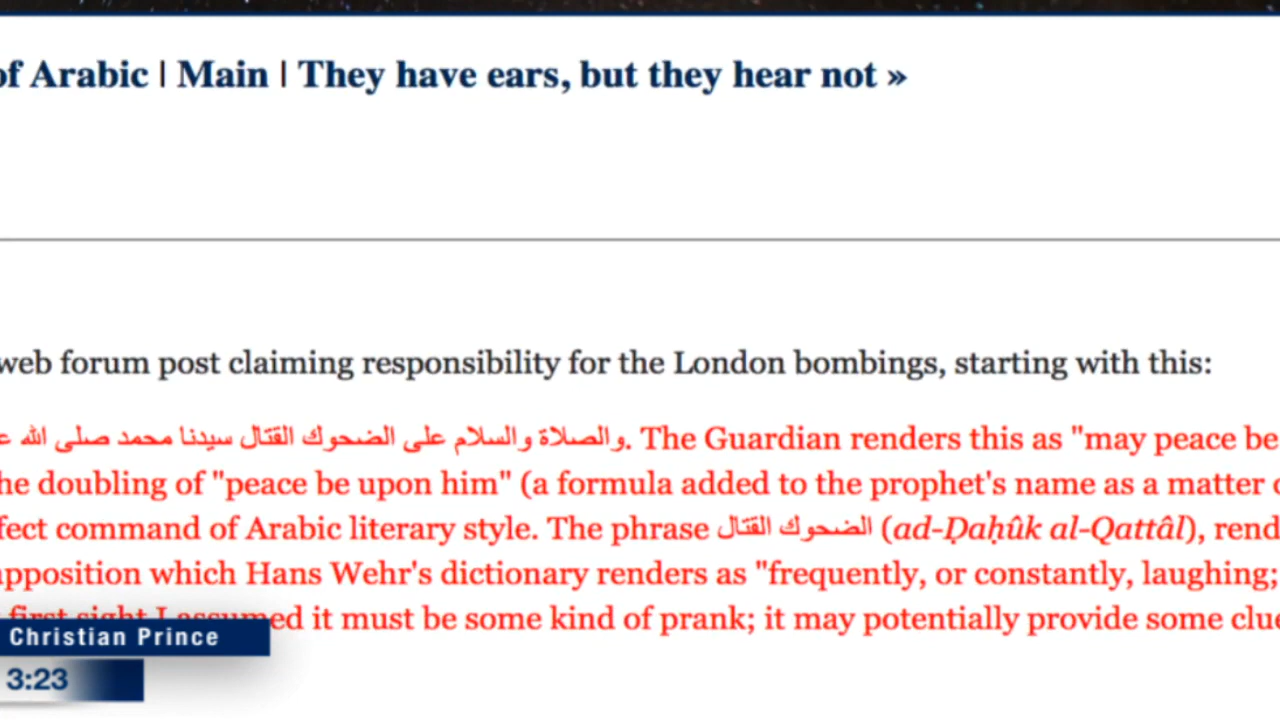 of Arabic | Main | They have ears, but they hear not »
web forum post claiming responsibility for the London bombings, starting with this:
والصلاة والسلام على الضحوك القتال سيدنا محمد صلى الله. The Guardian renders this as "may peace be
he doubling of "peace be upon him" (a formula added to the prophet's name as a matter
fect command of Arabic literary style. The phrase الضحوك القتال (ad-Ḍaḥûk al-Qattâl), rend
apposition which Hans Wehr's dictionary renders as "frequently, or constantly, laughing;
first sight I assumed it must be some kind of prank; it may potentially provide some clue
Christian Prince
3:23